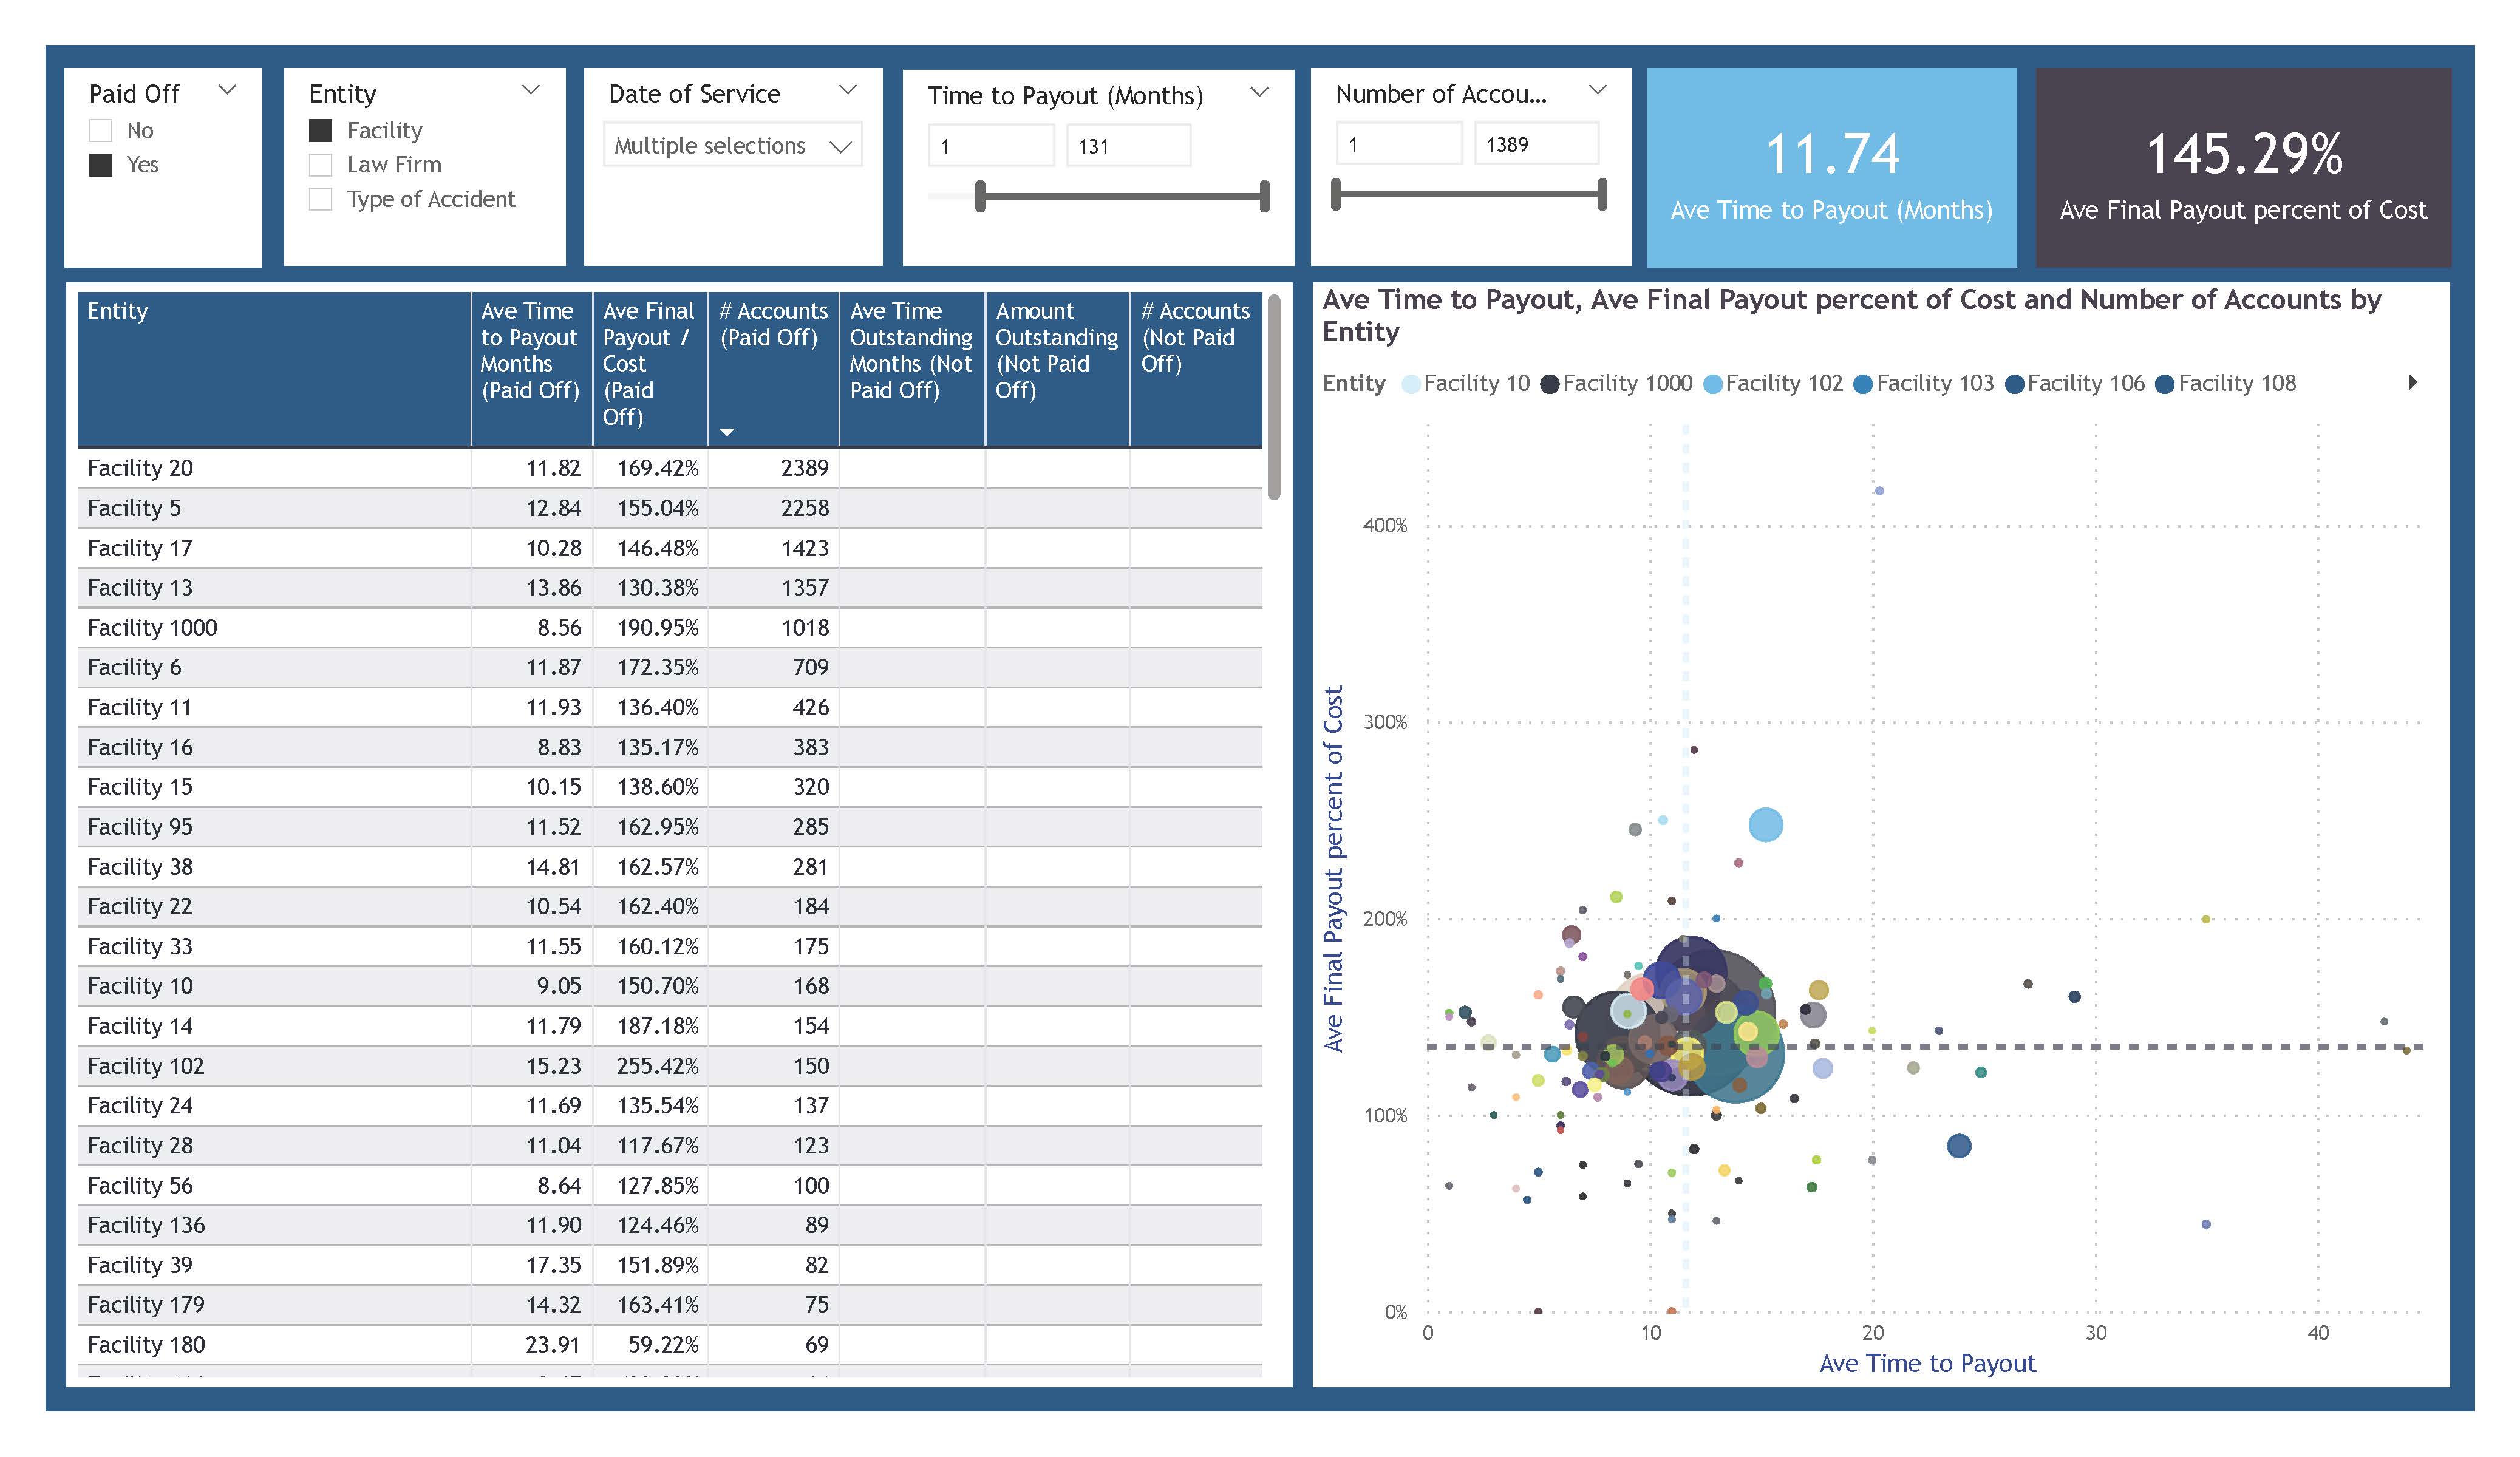 Paid Off
No
Yes
Entity
Facility
Law Firm
Type of Accident
Date of Service
Multiple selections
Time to Payout (Months)
1 131
Number of Accou...
1 1389
11.74
Ave Time to Payout (Months)
145.29%
Ave Final Payout percent of Cost
Entity
Ave Time to Payout Months (Paid Off)
Ave Final Payout / Cost (Paid Off)
# Accounts (Paid Off)
Ave Time Outstanding Months (Not Paid Off)
Amount Outstanding (Not Paid Off)
# Accounts (Not Paid Off)
Facility 20 11.82 169.42% 2389
Facility 5 12.84 155.04% 2258
Facility 17 10.28 146.48% 1423
Facility 13 13.86 130.38% 1357
Facility 1000 8.56 190.95% 1018
Facility 6 11.87 172.35% 709
Facility 11 11.93 136.40% 426
Facility 16 8.83 135.17% 383
Facility 15 10.15 138.60% 320
Facility 95 11.52 162.95% 285
Facility 38 14.81 162.57% 281
Facility 22 10.54 162.40% 184
Facility 33 11.55 160.12% 175
Facility 10 9.05 150.70% 168
Facility 14 11.79 187.18% 154
Facility 102 15.23 255.42% 150
Facility 24 11.69 135.54% 137
Facility 28 11.04 117.67% 123
Facility 56 8.64 127.85% 100
Facility 136 11.90 124.46% 89
Facility 39 17.35 151.89% 82
Facility 179 14.32 163.41% 75
Facility 180 23.91 59.22% 69
Ave Time to Payout, Ave Final Payout percent of Cost and Number of Accounts by
Entity
Entity Facility 10 Facility 1000 Facility 102 Facility 103 Facility 106 Facility 108
Ave Final Payout percent of Cost
400%
300%
200%
100%
0%
0 10 20 30 40
Ave Time to Payout